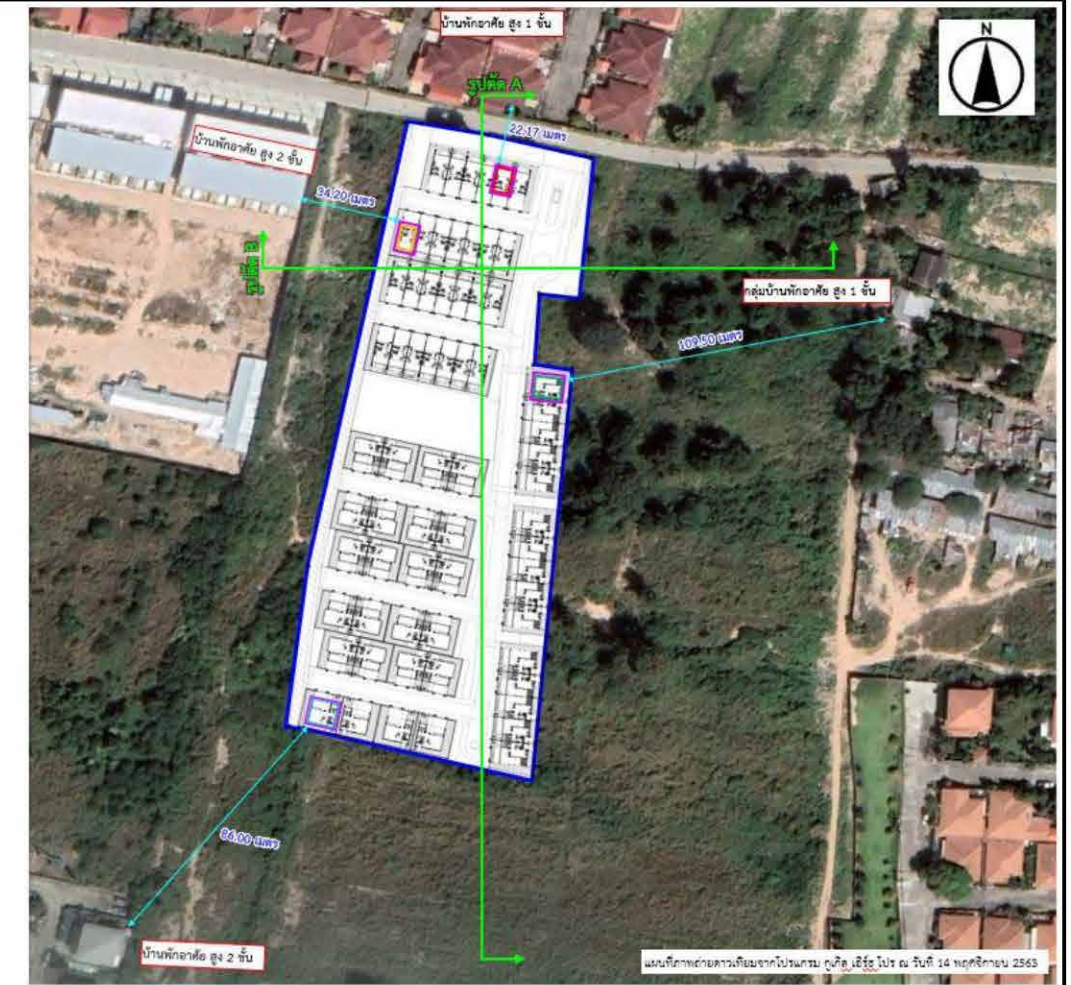 บ้านพักอาศัย สูง 1 ชั้น
N
รูปตัด A
22.17 เมตร
บ้านพักอาศัย สูง 2 ชั้น
34.20 เมตร
รูปตัด B
กลุ่มบ้านพักอาศัย สูง 1 ชั้น
109.50 เมตร
86.00 เมตร
บ้านพักอาศัย สูง 2 ชั้น
แผนที่ภาพถ่ายดาวเทียมจากโปรแกรม กูเกิล เอิร์ธ โปร ณ วันที่ 14 พฤศจิกายน 2563